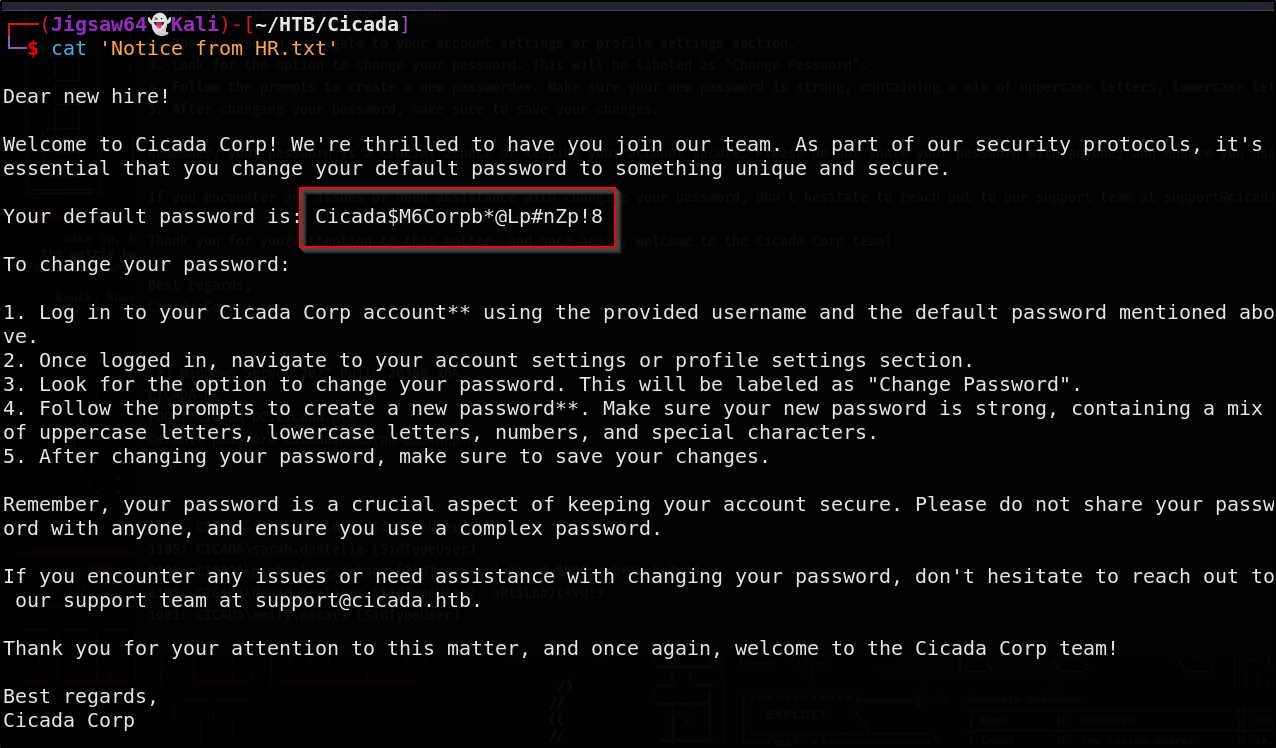 (Jigsaw64👻Kali)-[~/HTB/Cicada]
$ cat 'Notice from HR.txt'
Dear new hire!
Welcome to Cicada Corp! We're thrilled to have you join our team. As part of our security protocols, it's
essential that you change your default password to something unique and secure.
Your default password is: Cicada$M6Corpb*@Lp#nZp!8
To change your password:
1. Log in to your Cicada Corp account** using the provided username and the default password mentioned abo
ve.
2. Once logged in, navigate to your account settings or profile settings section.
3. Look for the option to change your password. This will be labeled as "Change Password".
4. Follow the prompts to create a new password**. Make sure your new password is strong, containing a mix
of uppercase letters, lowercase letters, numbers, and special characters.
5. After changing your password, make sure to save your changes.
Remember, your password is a crucial aspect of keeping your account secure. Please do not share your passw
ord with anyone, and ensure you use a complex password.
If you encounter any issues or need assistance with changing your password, don't hesitate to reach out to
our support team at support@cicada.htb.
Thank you for your attention to this matter, and once again, welcome to the Cicada Corp team!
Best regards,
Cicada Corp